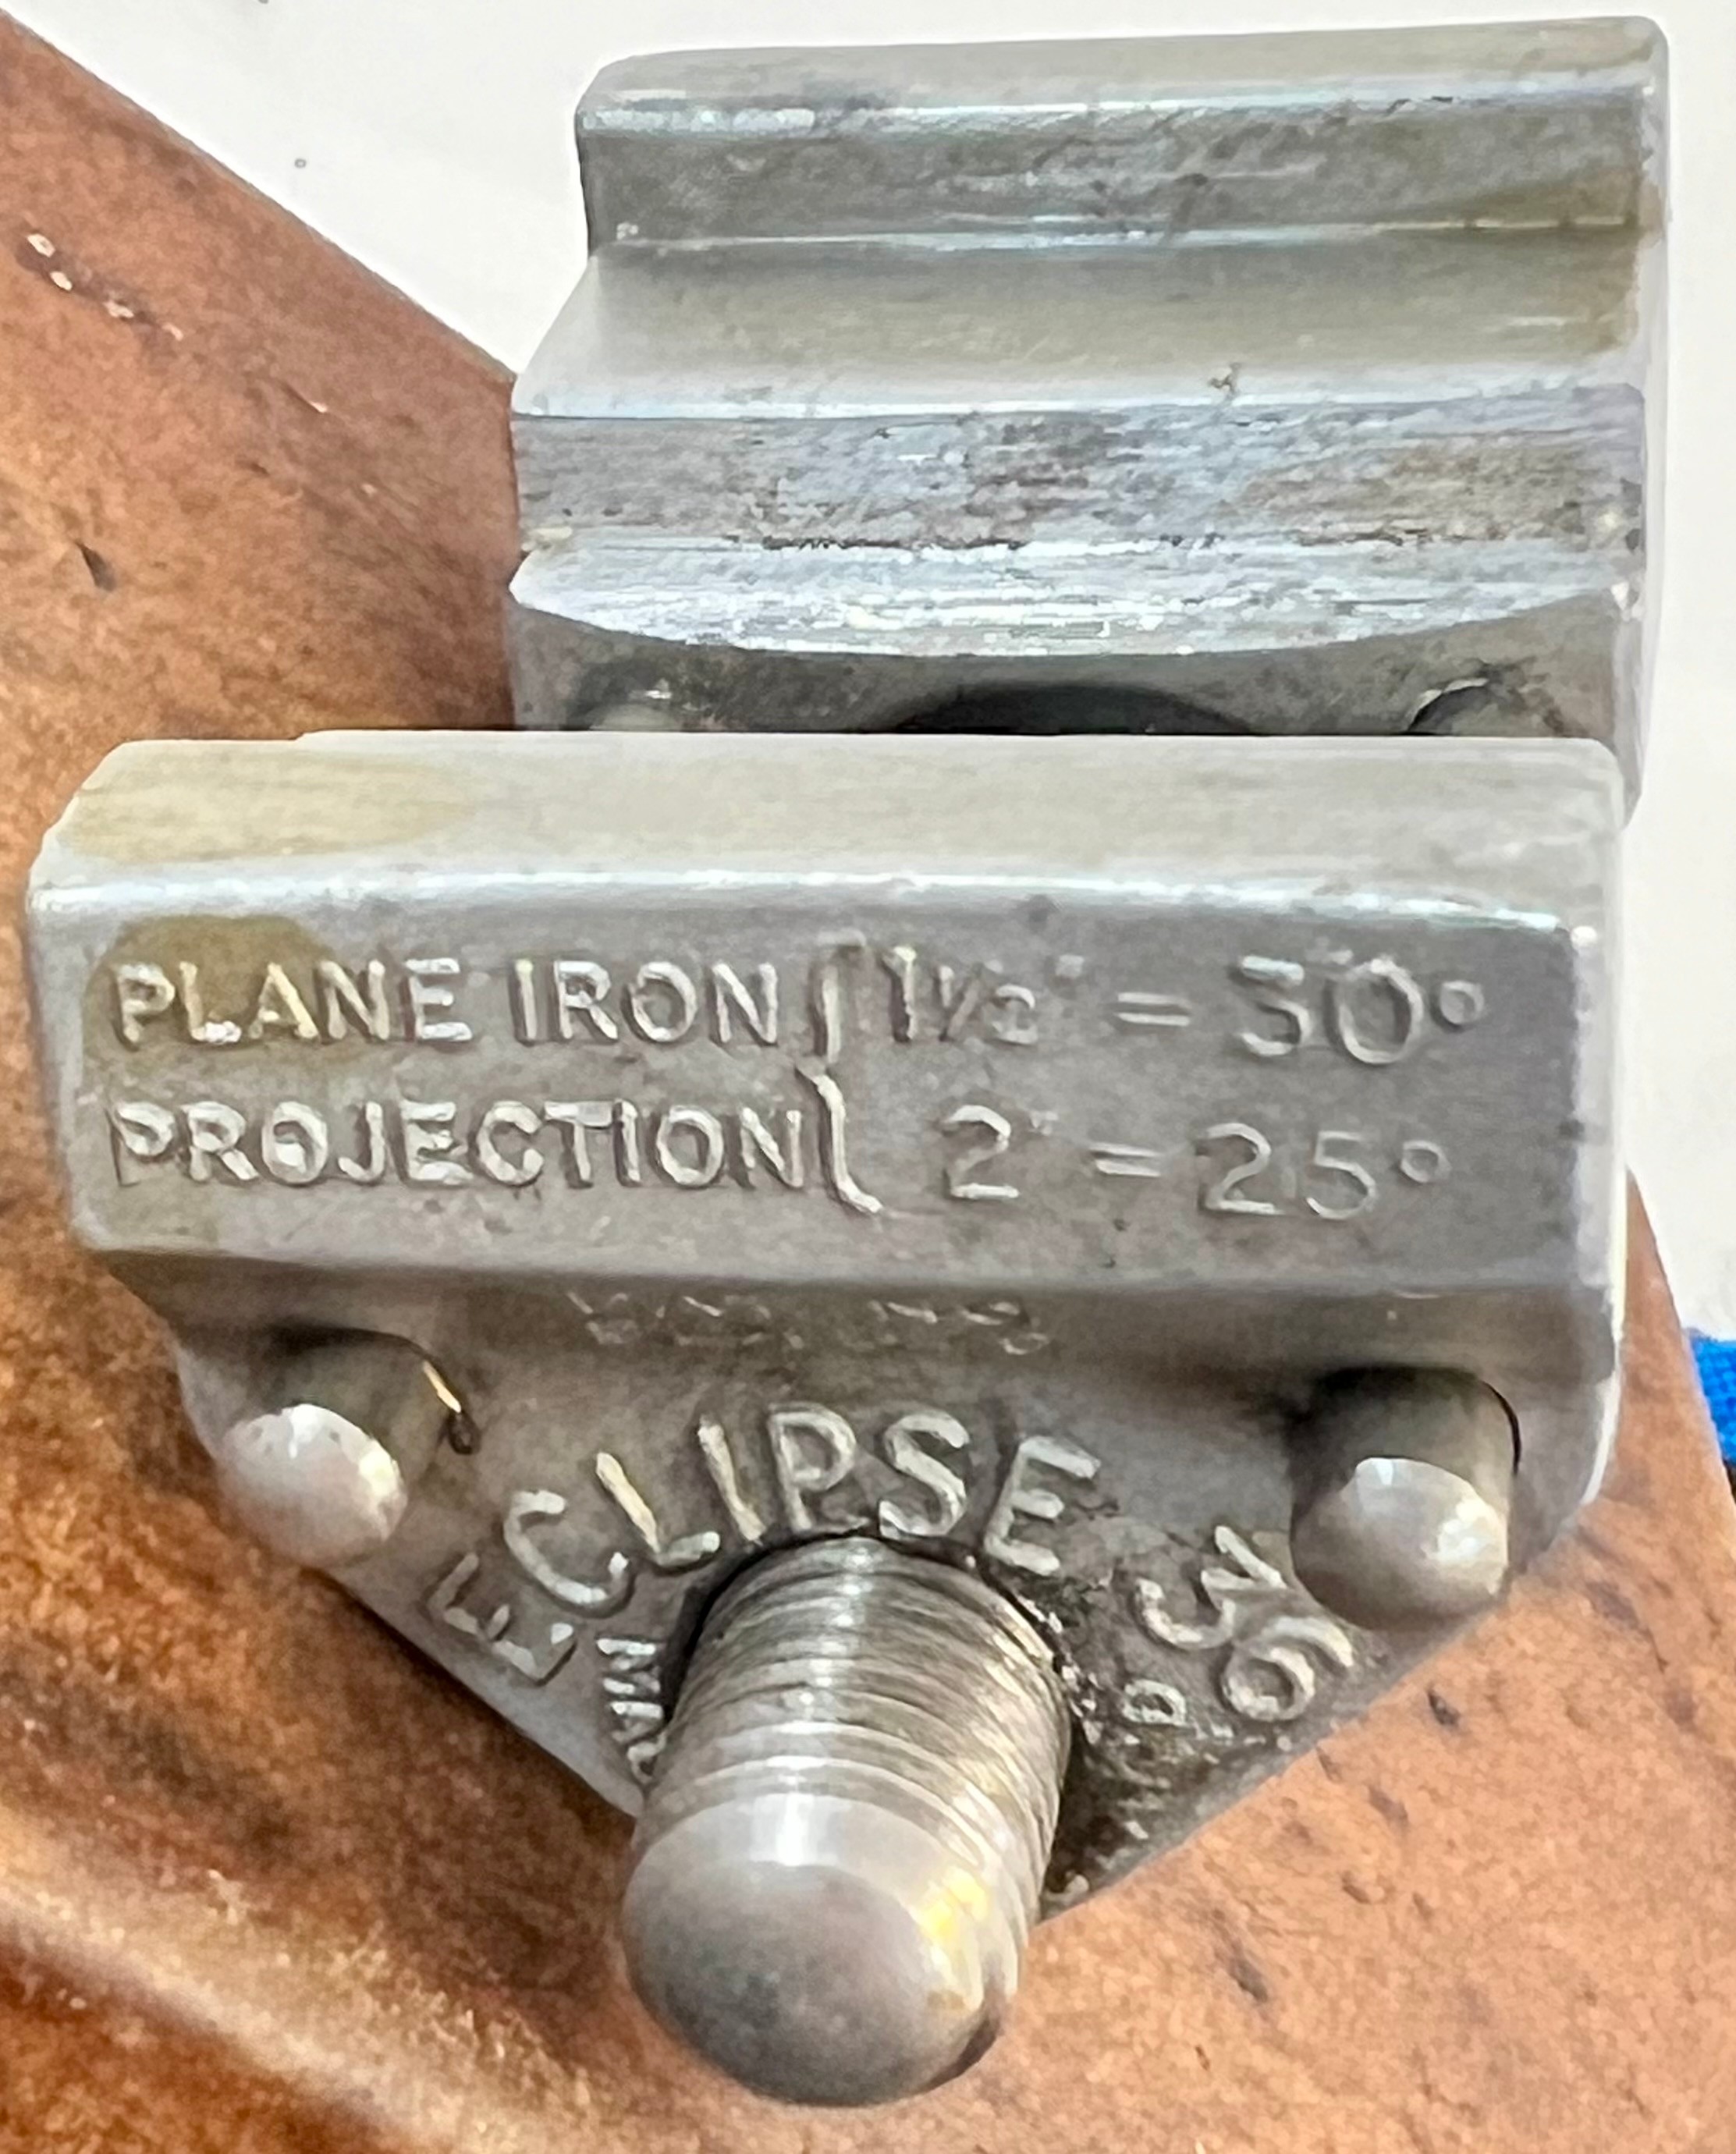 PLANE IRON { 1½" = 30°
PROJECTION 2" = 25°
ECLIPSE 36